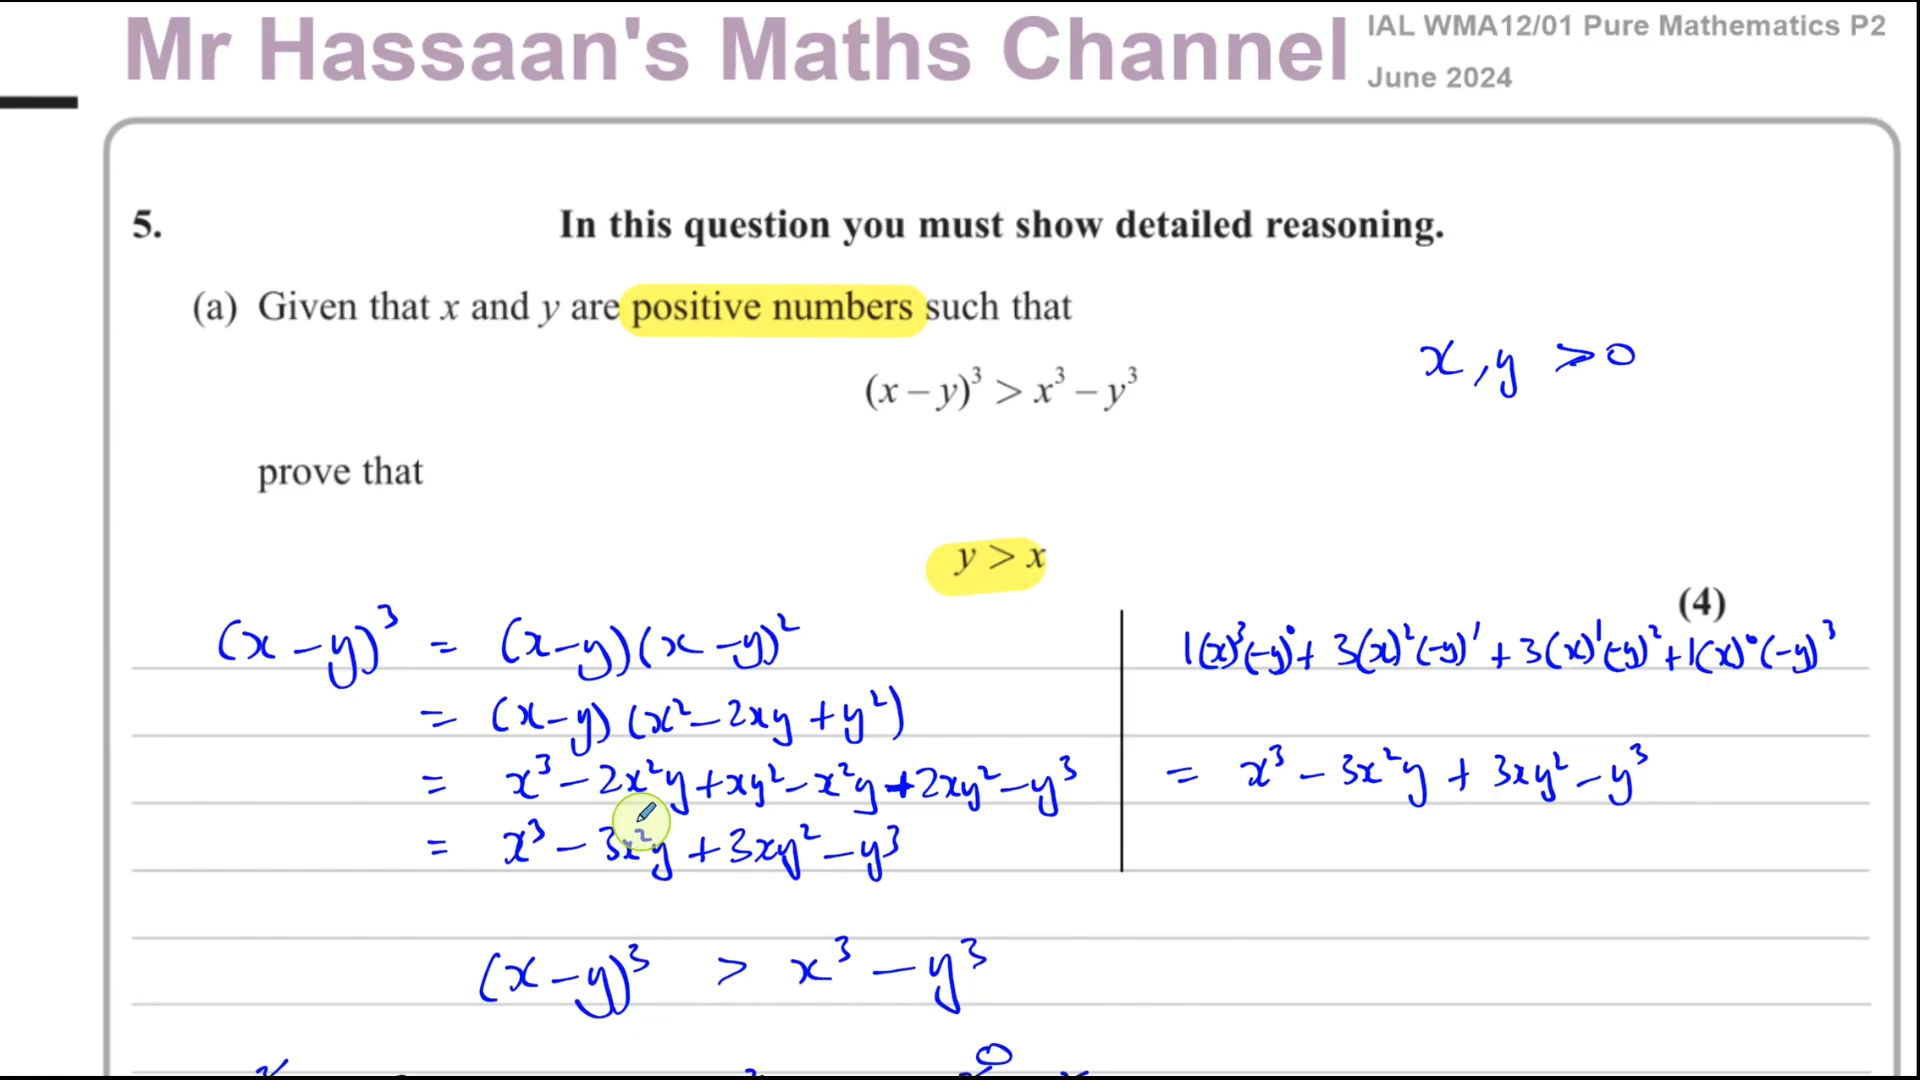 Mr Hassaan's Maths Channel
IAL WMA12/01 Pure Mathematics P2
June 2024
5. In this question you must show detailed reasoning.
(a) Given that x and y are positive numbers such that
x, y > 0
(x − y)³ > x³ − y³
prove that
y > x
(4)
(x − y)³ = (x−y)(x −y)²
= (x−y)(x²−2xy+y²)
= x³ − 2x²y + xy² − x²y + 2xy² − y³
= x³ − 3x²y + 3xy² − y³
1(x)³(−y)⁰ + 3(x)²(−y)¹ + 3(x)¹(−y)² + 1(x)⁰(−y)³
= x³ − 3x²y + 3xy² − y³
(x−y)³ > x³ − y³